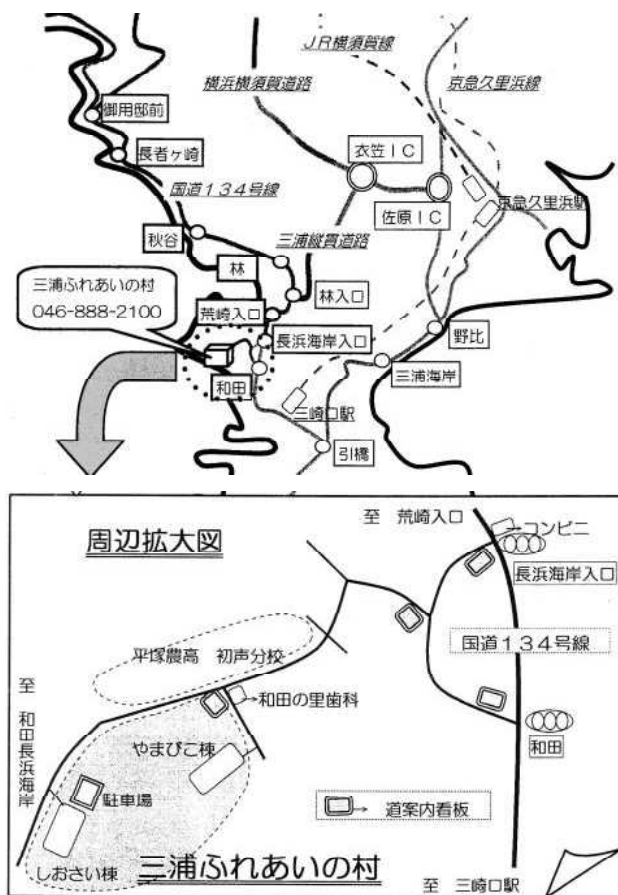 JR横須賀線
横浜横須賀道路
京急久里浜線
御用邸前
長者ヶ崎
衣笠IC
国道134号線
京急久里浜駅
佐原IC
秋谷
三浦縦貫道路
林
三浦ふれあいの村
046-888-2100
林入口
荒崎入口
長浜海岸入口
野比
和田
三浦海岸
三崎口駅
引橋
周辺拡大図
至 荒崎入口
コンビニ
長浜海岸入口
国道134号線
平塚農高 初声分校
至 和田長浜海岸
和田の里歯科
やまびこ棟
和田
駐車場
道案内看板
しおさい棟
三浦ふれあいの村
至 三崎口駅